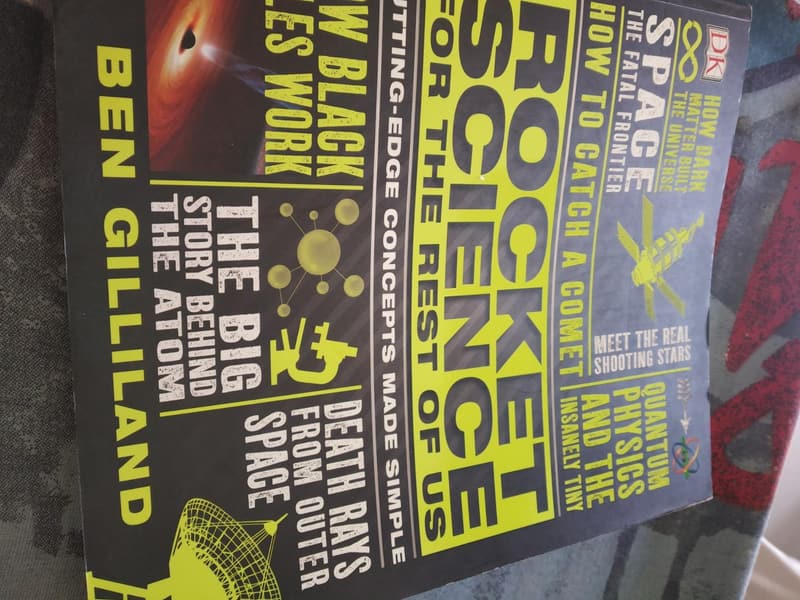 DK
HOW DARK
MATTER BUILT
THE UNIVERSE
SPACE
THE FATAL FRONTIER
MEET THE REAL
SHOOTING STARS
QUANTUM
PHYSICS
AND THE
INSANELY TINY
HOW TO CATCH A COMET
ROCKET
SCIENCE
FOR THE REST OF US
CUTTING-EDGE CONCEPTS MADE SIMPLE
HOW BLACK
HOLES WORK
THE BIG
STORY BEHIND
THE ATOM
DEATH RAYS
FROM OUTER
SPACE
BEN GILLILAND